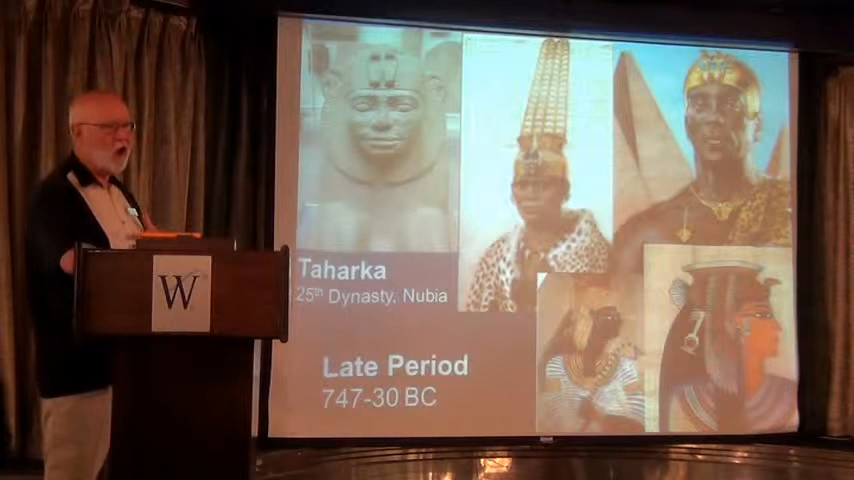 W
Taharka
25th Dynasty, Nubia
Late Period
747-30 BC